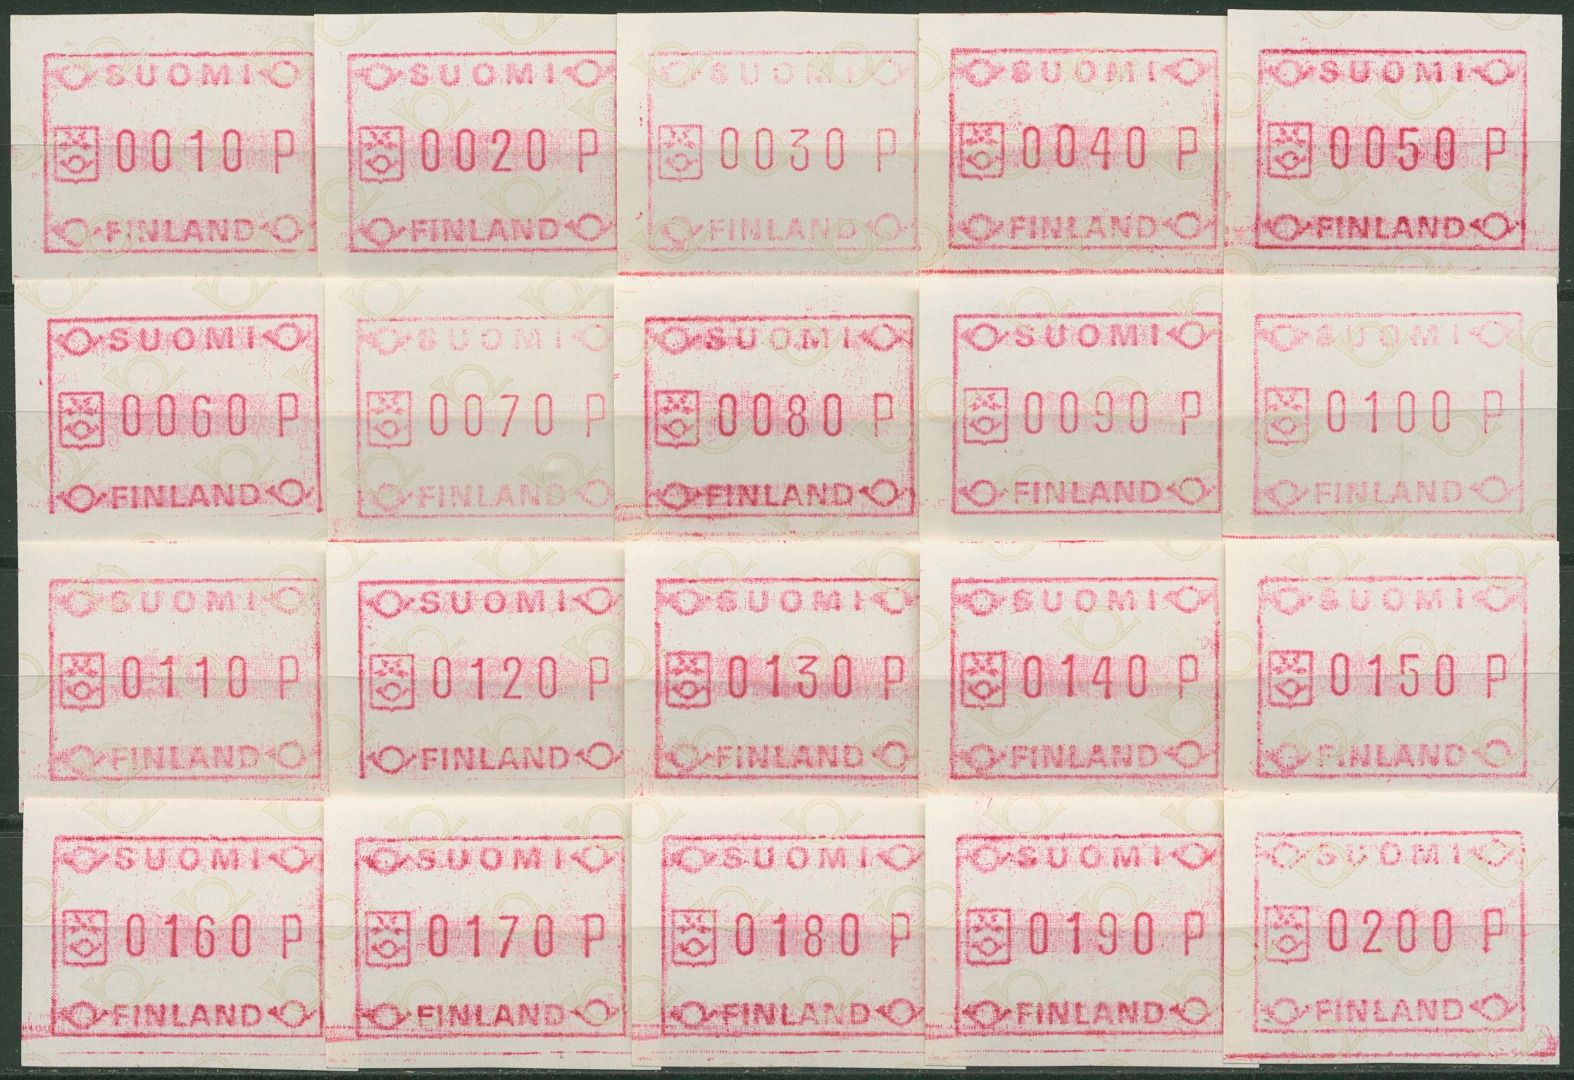 SUOMI
0010 P
FINLAND
SUOMI
0020 P
FINLAND
SUOMI
0030 P
FINLAND
SUOMI
0040 P
FINLAND
SUOMI
0050 P
FINLAND
SUOMI
0060 P
FINLAND
SUOMI
0070 P
FINLAND
SUOMI
0080 P
FINLAND
SUOMI
0090 P
FINLAND
SUOMI
0100 P
FINLAND
SUOMI
0110 P
FINLAND
SUOMI
0120 P
FINLAND
SUOMI
0130 P
FINLAND
SUOMI
0140 P
FINLAND
SUOMI
0150 P
FINLAND
SUOMI
0160 P
FINLAND
SUOMI
0170 P
FINLAND
SUOMI
0180 P
FINLAND
SUOMI
0190 P
FINLAND
SUOMI
0200 P
FINLAND